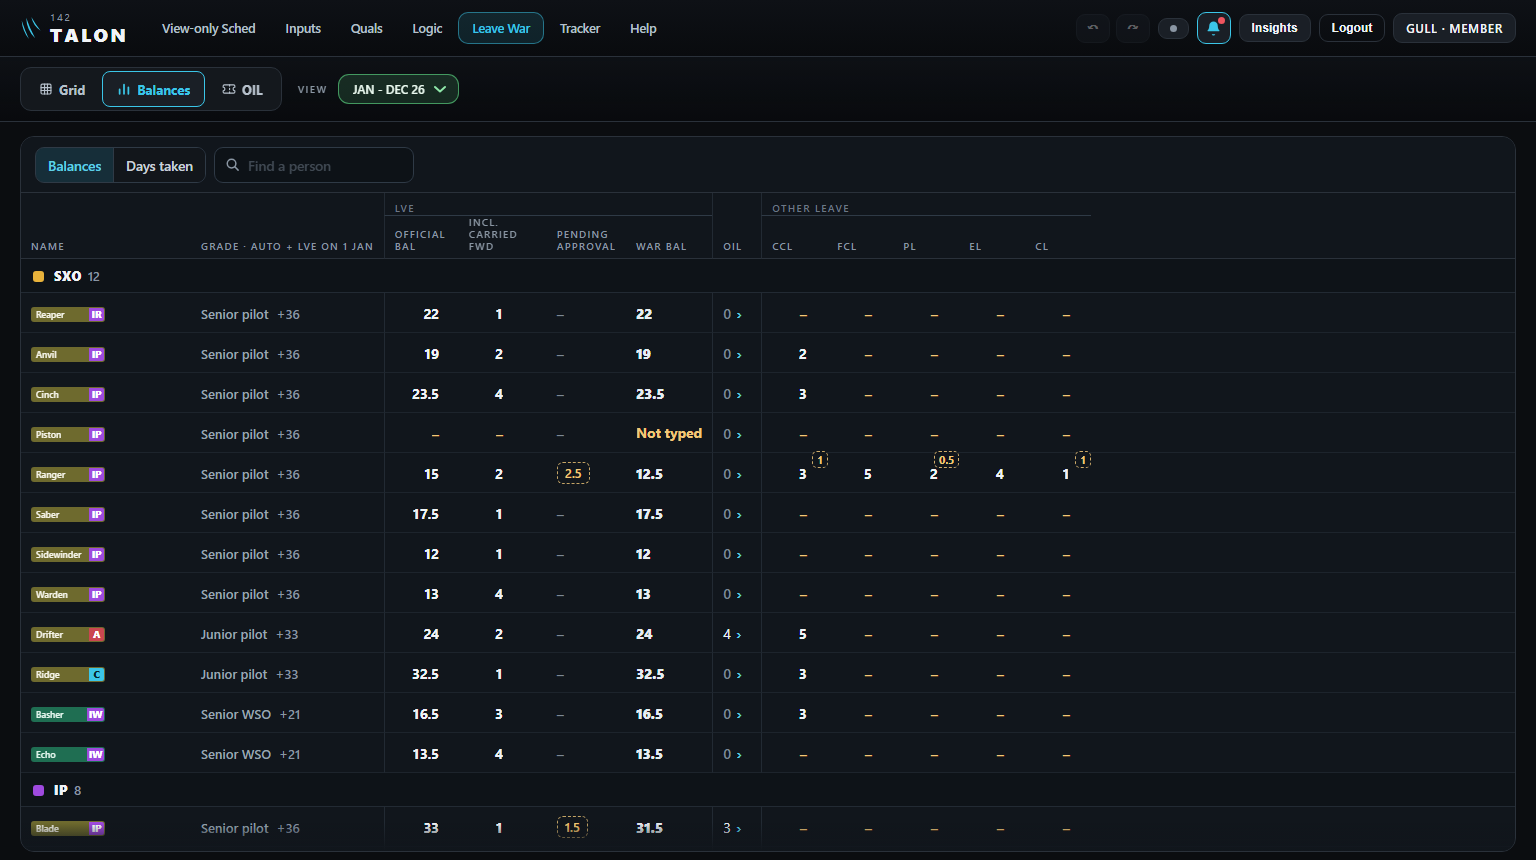 142
TALON
View-only Sched Inputs Quals Logic Leave War Tracker Help
Insights Logout GULL · MEMBER
Grid Balances OIL VIEW JAN - DEC 26
Balances Days taken Find a person
LVE OTHER LEAVE
NAME GRADE · AUTO + LVE ON 1 JAN OFFICIAL BAL INCL. CARRIED FWD PENDING APPROVAL WAR BAL OIL CCL FCL PL EL CL
SXO 12
Reaper IR Senior pilot +36 22 1 – 22 0 › – – – – –
Anvil IP Senior pilot +36 19 2 – 19 0 › 2 – – – –
Cinch IP Senior pilot +36 23.5 4 – 23.5 0 › 3 – – – –
Piston IP Senior pilot +36 – – – Not typed 0 › – – – – –
Ranger IP Senior pilot +36 15 2 2.5 12.5 0 › 3 1 5 2 0.5 4 1 1
Saber IP Senior pilot +36 17.5 1 – 17.5 0 › – – – – –
Sidewinder IP Senior pilot +36 12 1 – 12 0 › – – – – –
Warden IP Senior pilot +36 13 4 – 13 0 › – – – – –
Drifter A Junior pilot +33 24 2 – 24 4 › 5 – – – –
Ridge C Junior pilot +33 32.5 1 – 32.5 0 › 3 – – – –
Basher IW Senior WSO +21 16.5 3 – 16.5 0 › 3 – – – –
Echo IW Senior WSO +21 13.5 4 – 13.5 0 › – – – – –
IP 8
Blade IP Senior pilot +36 33 1 1.5 31.5 3 › – – – – –